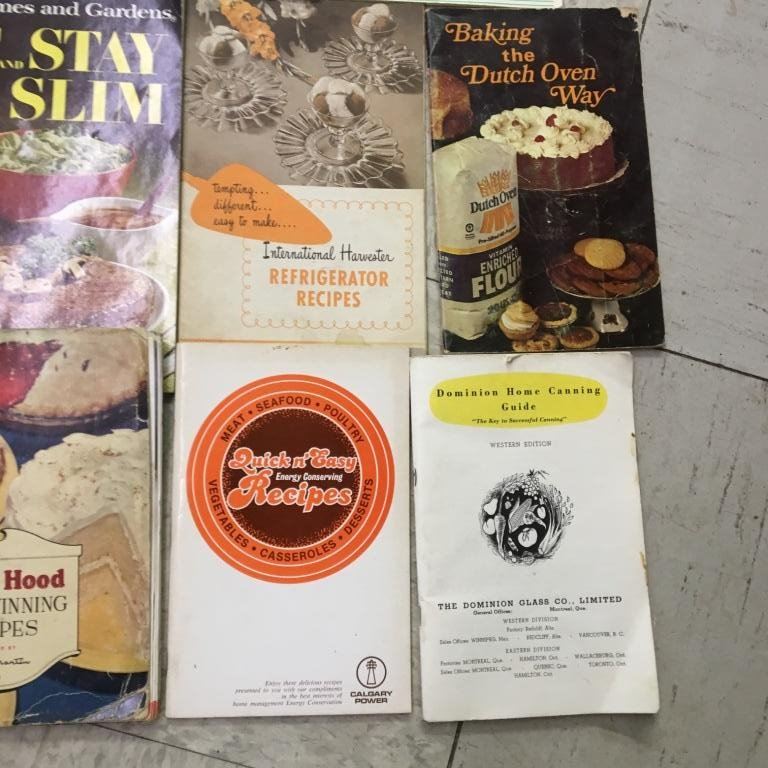 mes and Gardens®
AND STAY
SLIM
tempting...
different...
easy to make....
International Harvester
REFRIGERATOR
RECIPES
Baking
the
Dutch Oven
Way
Dutch Oven
VITAMIN
ENRICHED
FLOUR
Hood
INNING
PES
BY
MEAT • SEAFOOD • POULTRY
Quick n' Easy
Energy Conserving
Recipes
VEGETABLES • CASSEROLES • DESSERTS
Enjoy these delicious recipes
presented to you with our compliments
in the best interests of
home management Energy Conservation
CALGARY
POWER
Dominion Home Canning
Guide
"The Key to Successful Canning"
WESTERN EDITION
THE DOMINION GLASS CO., LIMITED
General Offices: Montreal, Que.
WESTERN DIVISION
Factory: Redcliff, Alta.
Sales Offices: WINNIPEG, Man. - REDCLIFF, Alta. - VANCOUVER, B. C.
EASTERN DIVISION
Factories: MONTREAL, Que. - HAMILTON, Ont. - WALLACEBURG, Ont.
Sales Offices: MONTREAL, Que. QUEBEC, Que. TORONTO, Ont.
HAMILTON, Ont.